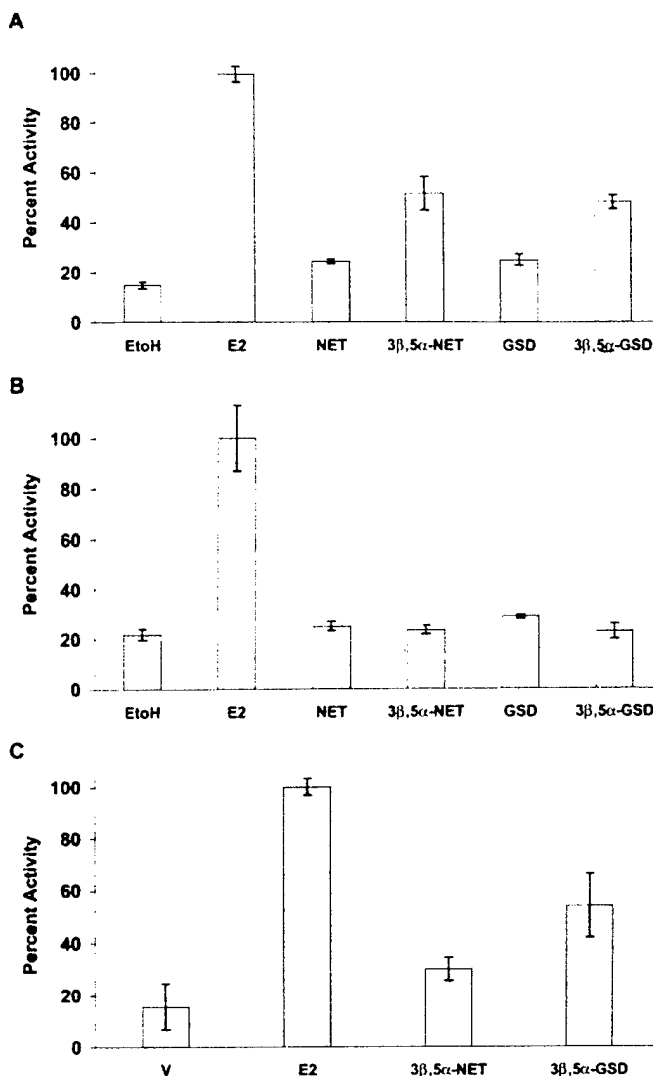 A
Percent Activity
100
80
60
40
20
0
EtoH E2 NET 3β,5α-NET GSD 3β,5α-GSD
B
Percent Activity
100
80
60
40
20
0
EtoH E2 NET 3β,5α-NET GSD 3β,5α-GSD
C
Percent Activity
100
80
60
40
20
0
V E2 3β,5α-NET 3β,5α-GSD